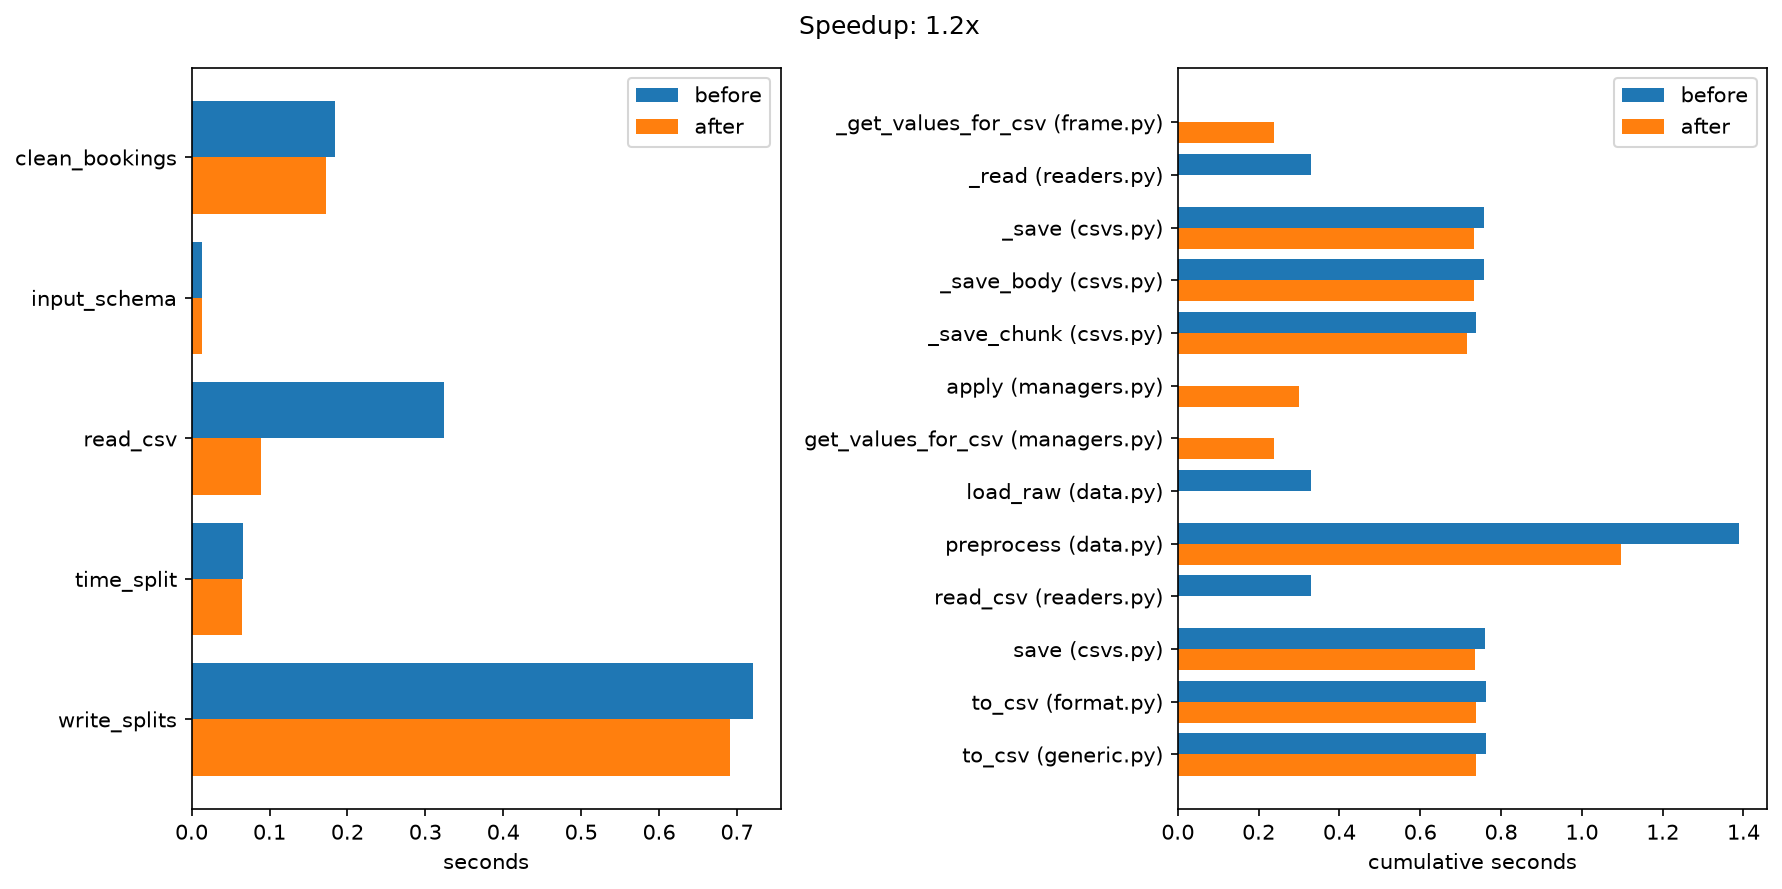 Speedup: 1.2x
before
after
clean_bookings
input_schema
read_csv
time_split
write_splits
0.0 0.1 0.2 0.3 0.4 0.5 0.6 0.7
seconds
before
after
_get_values_for_csv (frame.py)
_read (readers.py)
_save (csvs.py)
_save_body (csvs.py)
_save_chunk (csvs.py)
apply (managers.py)
get_values_for_csv (managers.py)
load_raw (data.py)
preprocess (data.py)
read_csv (readers.py)
save (csvs.py)
to_csv (format.py)
to_csv (generic.py)
0.0 0.2 0.4 0.6 0.8 1.0 1.2 1.4
cumulative seconds